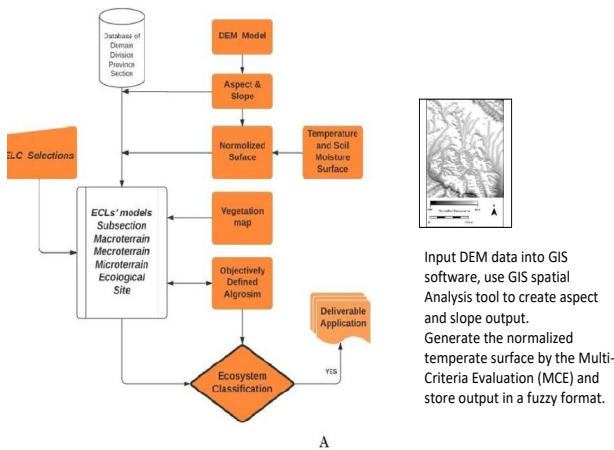 Database of
Domain
Division
Province
Section
DEM Model
Aspect &
Slope
ELC Selections
Normalized
Suface
Temperature
and Soil
Moisture
Surface
ECLs' models
Subsection
Macroterrain
Mecroterrain
Microterrain
Ecological
Site
Vegetation
map
Objectively
Defined
Algrosim
Deliverable
Application
YES
Ecosystem
Classification
A
Input DEM data into GIS
software, use GIS spatial
Analysis tool to create aspect
and slope output.
Generate the normalized
temperate surface by the Multi-
Criteria Evaluation (MCE) and
store output in a fuzzy format.